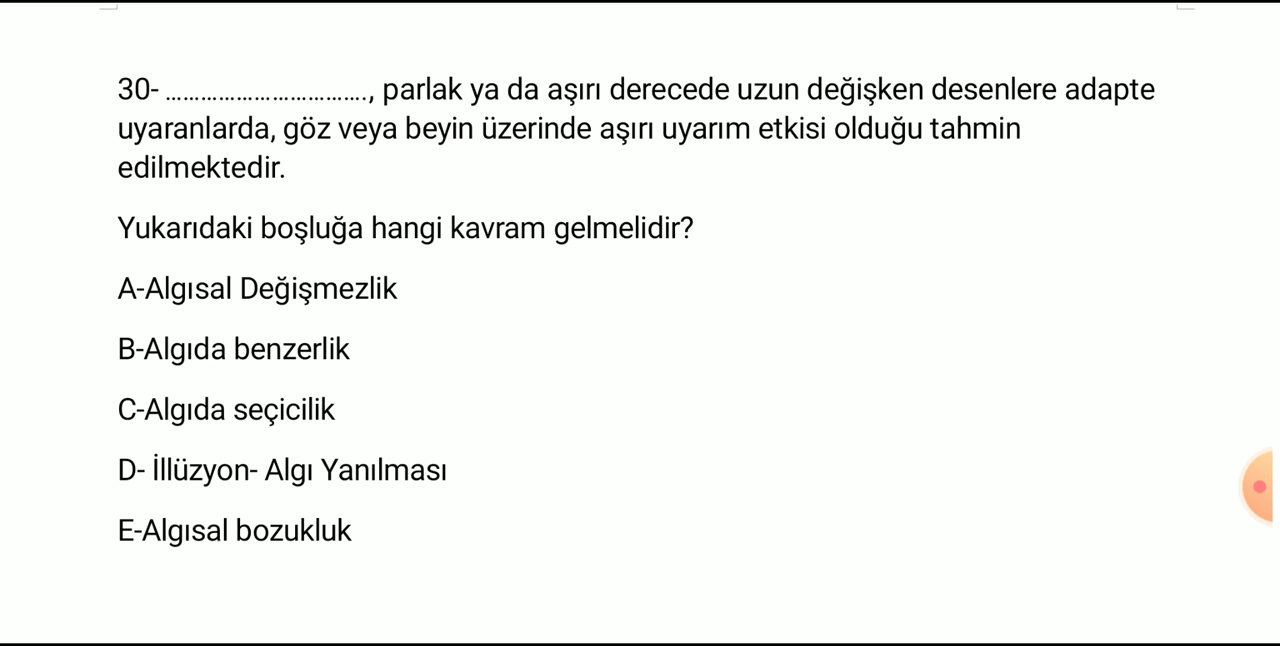 30- ..................................., parlak ya da aşırı derecede uzun değişken desenlere adapte
uyaranlarda, göz veya beyin üzerinde aşırı uyarım etkisi olduğu tahmin
edilmektedir.
Yukarıdaki boşluğa hangi kavram gelmelidir?
A-Algısal Değişmezlik
B-Algıda benzerlik
C-Algıda seçicilik
D- İllüzyon- Algı Yanılması
E-Algısal bozukluk